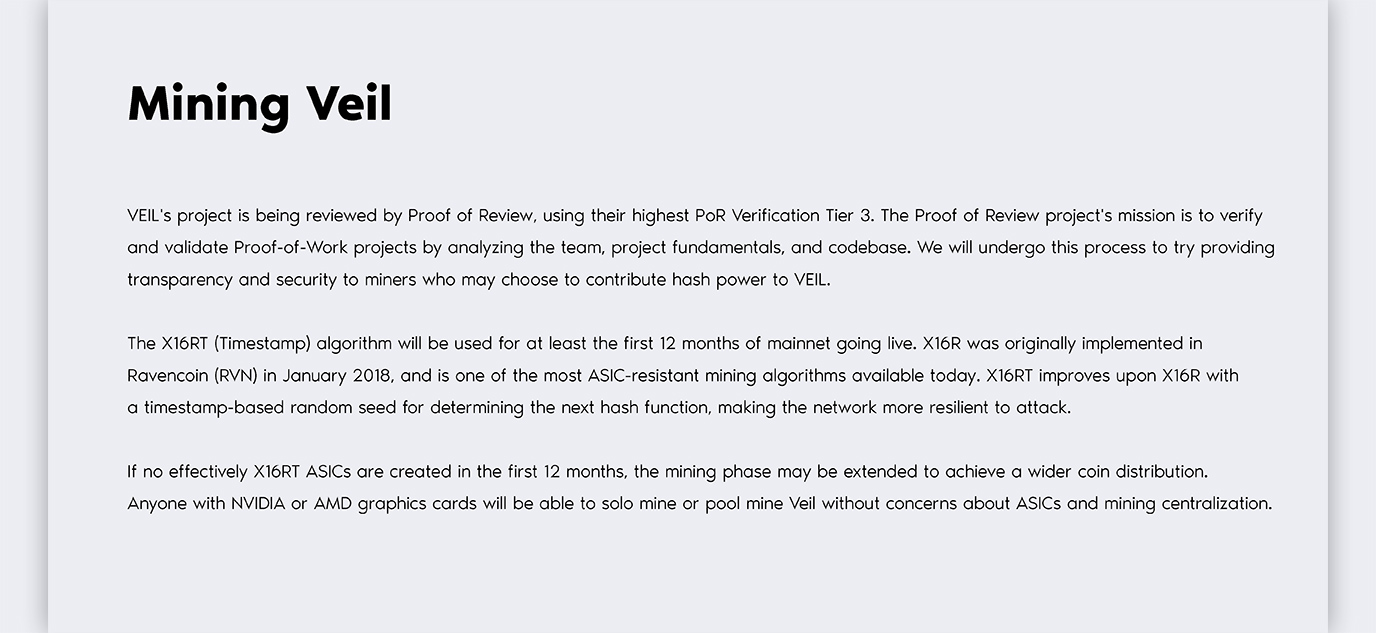 Mining Veil
VEIL's project is being reviewed by Proof of Review, using their highest PoR Verification Tier 3. The Proof of Review project's mission is to verify
and validate Proof-of-Work projects by analyzing the team, project fundamentals, and codebase. We will undergo this process to try providing
transparency and security to miners who may choose to contribute hash power to VEIL.
The X16RT (Timestamp) algorithm will be used for at least the first 12 months of mainnet going live. X16R was originally implemented in
Ravencoin (RVN) in January 2018, and is one of the most ASIC-resistant mining algorithms available today. X16RT improves upon X16R with
a timestamp-based random seed for determining the next hash function, making the network more resilient to attack.
If no effectively X16RT ASICs are created in the first 12 months, the mining phase may be extended to achieve a wider coin distribution.
Anyone with NVIDIA or AMD graphics cards will be able to solo mine or pool mine Veil without concerns about ASICs and mining centralization.